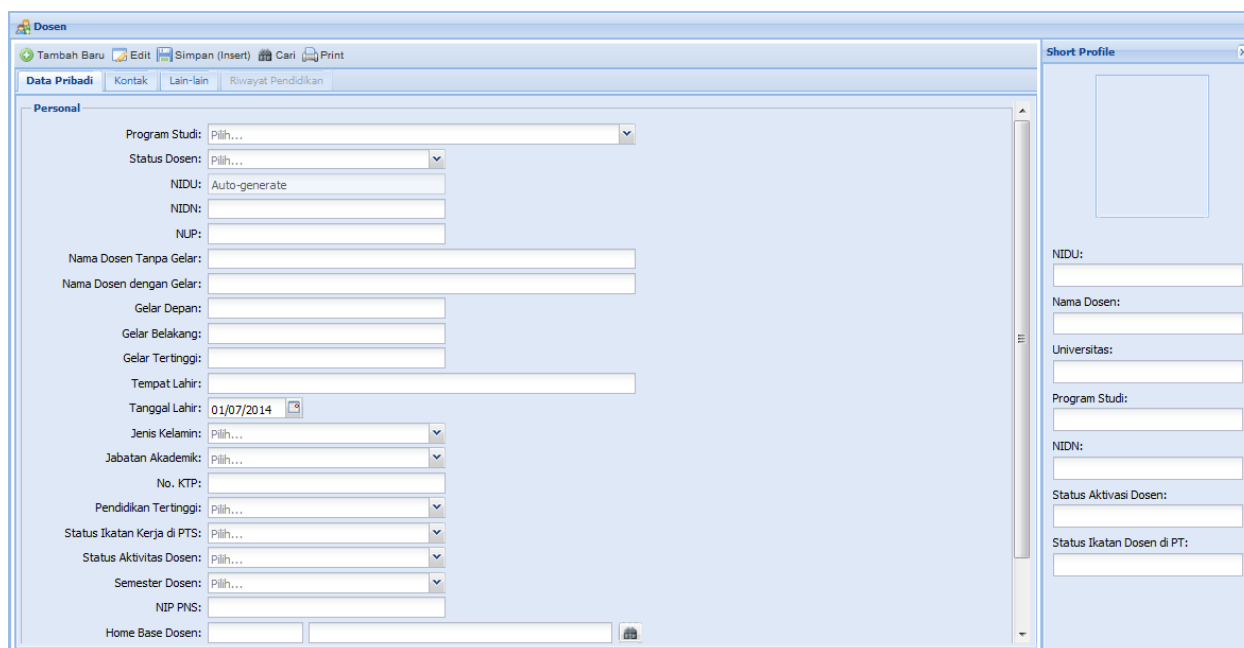 Dosen
Tambah Baru Edit Simpan (Insert) Cari Print
Data Pribadi Kontak Lain-lain Riwayat Pendidikan
Personal
Program Studi: Pilih...
Status Dosen: Pilih...
NIDU: Auto-generate
NIDN:
NUP:
Nama Dosen Tanpa Gelar:
Nama Dosen dengan Gelar:
Gelar Depan:
Gelar Belakang:
Gelar Tertinggi:
Tempat Lahir:
Tanggal Lahir: 01/07/2014
Jenis Kelamin: Pilih...
Jabatan Akademik: Pilih...
No. KTP:
Pendidikan Tertinggi: Pilih...
Status Ikatan Kerja di PTS: Pilih...
Status Aktivitas Dosen: Pilih...
Semester Dosen: Pilih...
NIP PNS:
Home Base Dosen:
Short Profile
NIDU:
Nama Dosen:
Universitas:
Program Studi:
NIDN:
Status Aktivasi Dosen:
Status Ikatan Dosen di PT: